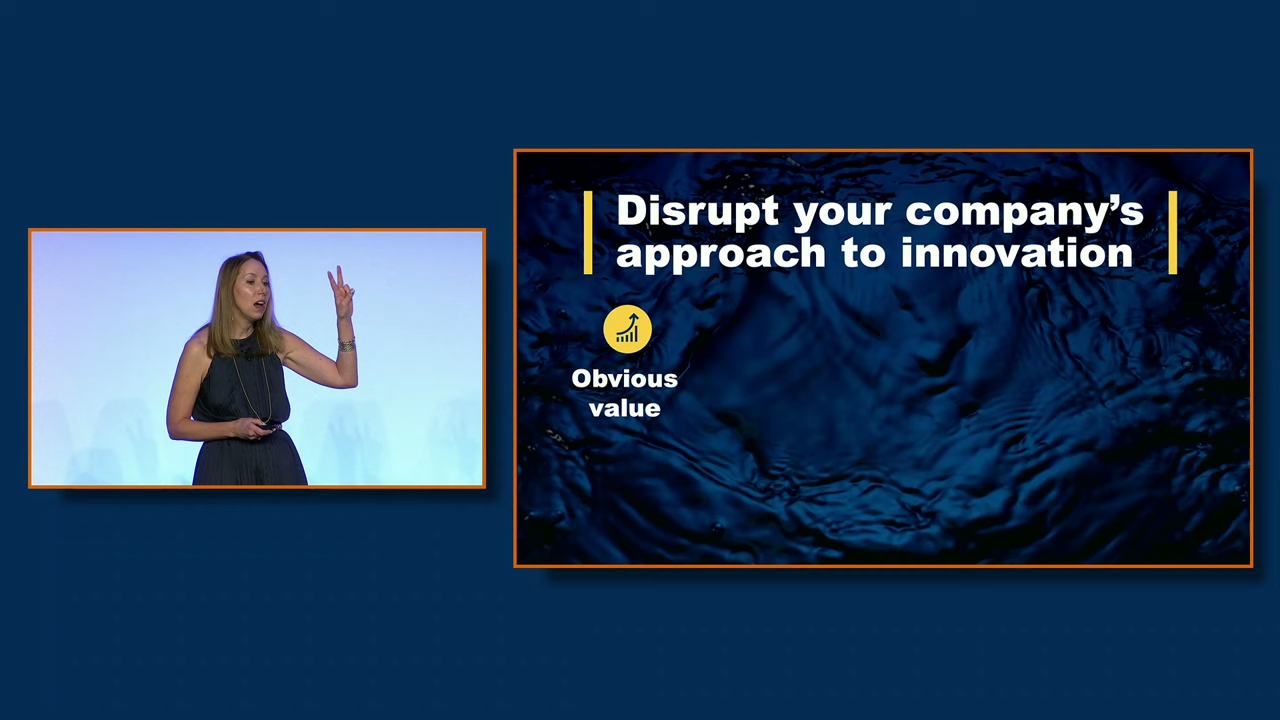 Disrupt your company’s
approach to innovation
Obvious
value